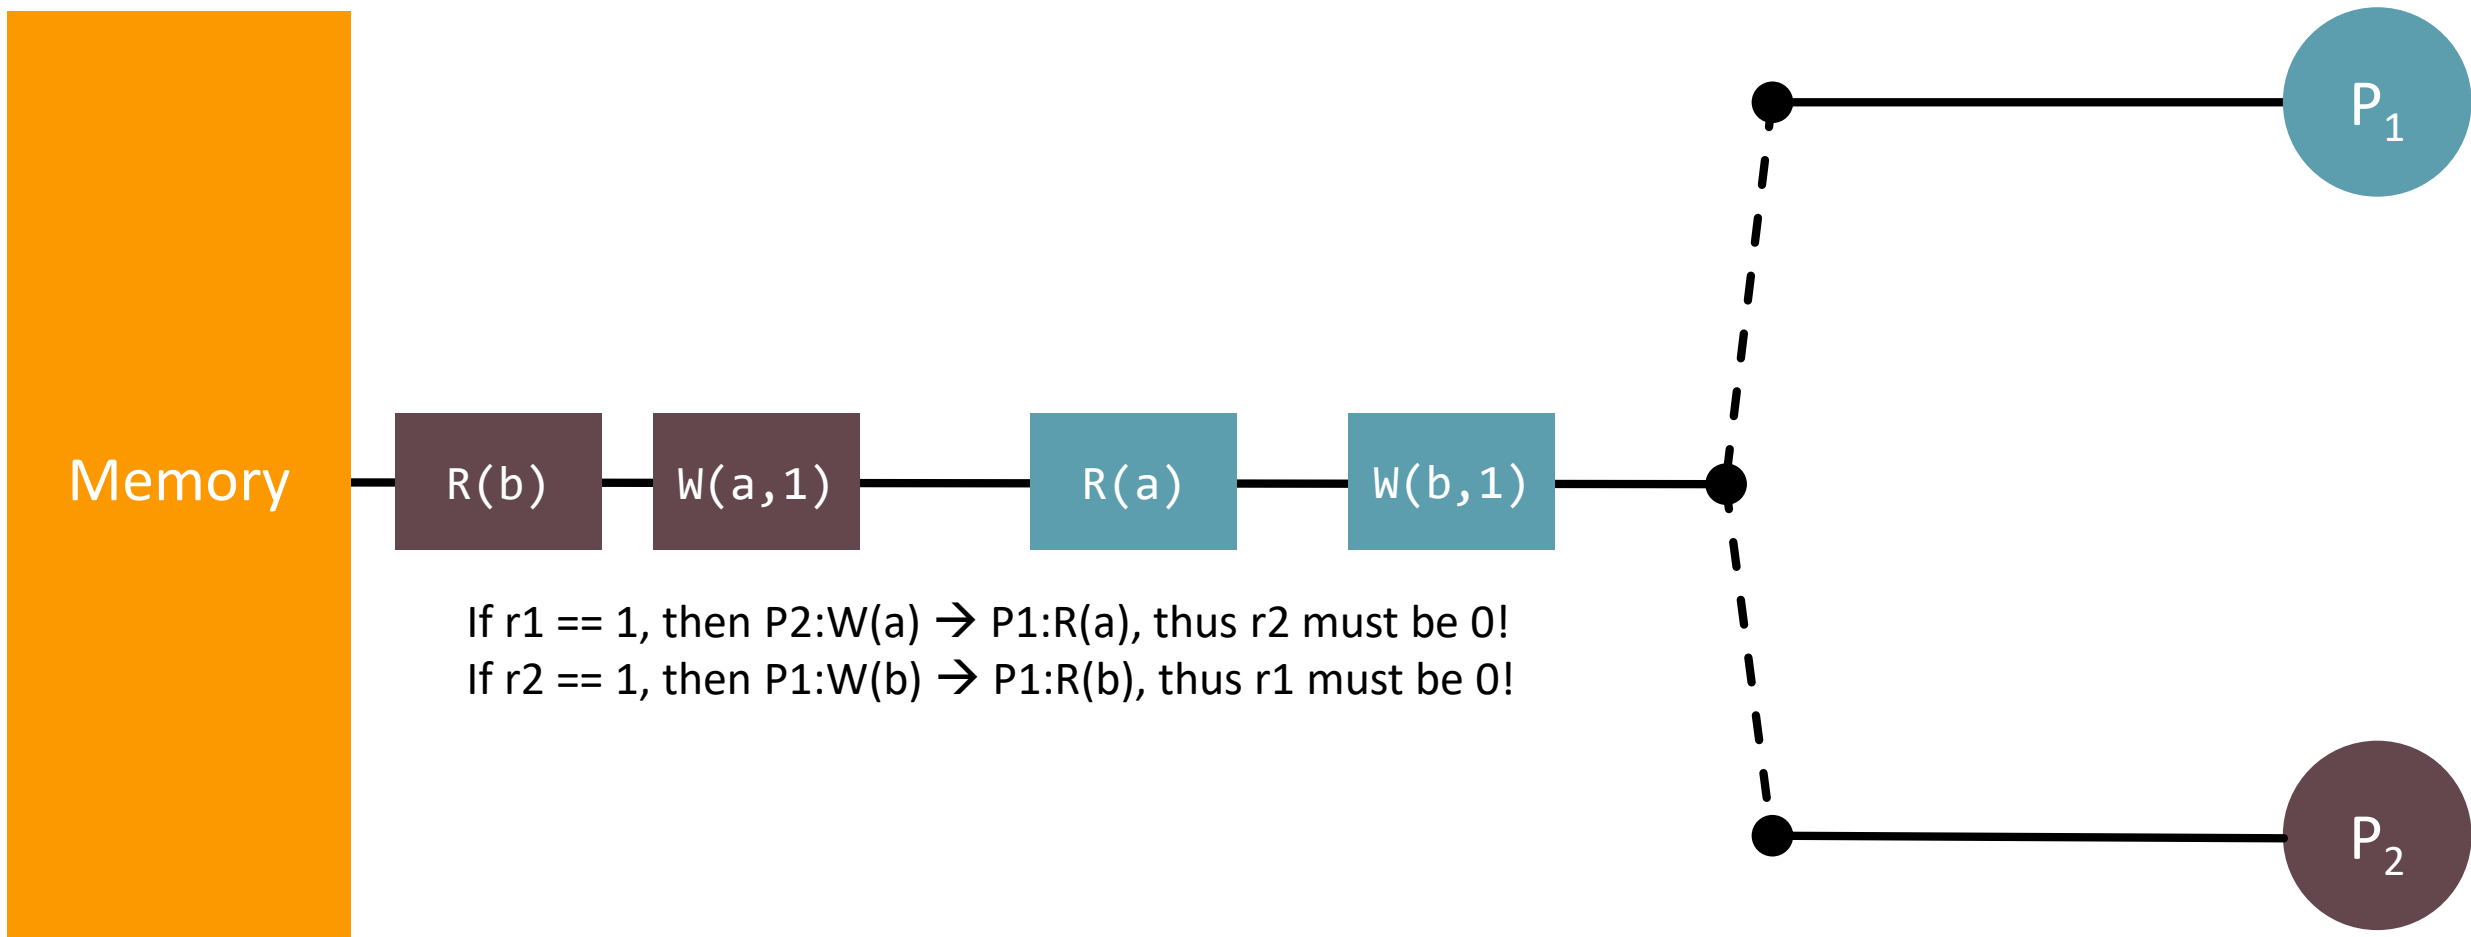 P1
Memory
R(b) W(a,1) R(a) W(b,1)
If r1 == 1, then P2:W(a) → P1:R(a), thus r2 must be 0!
If r2 == 1, then P1:W(b) → P1:R(b), thus r1 must be 0!
P2